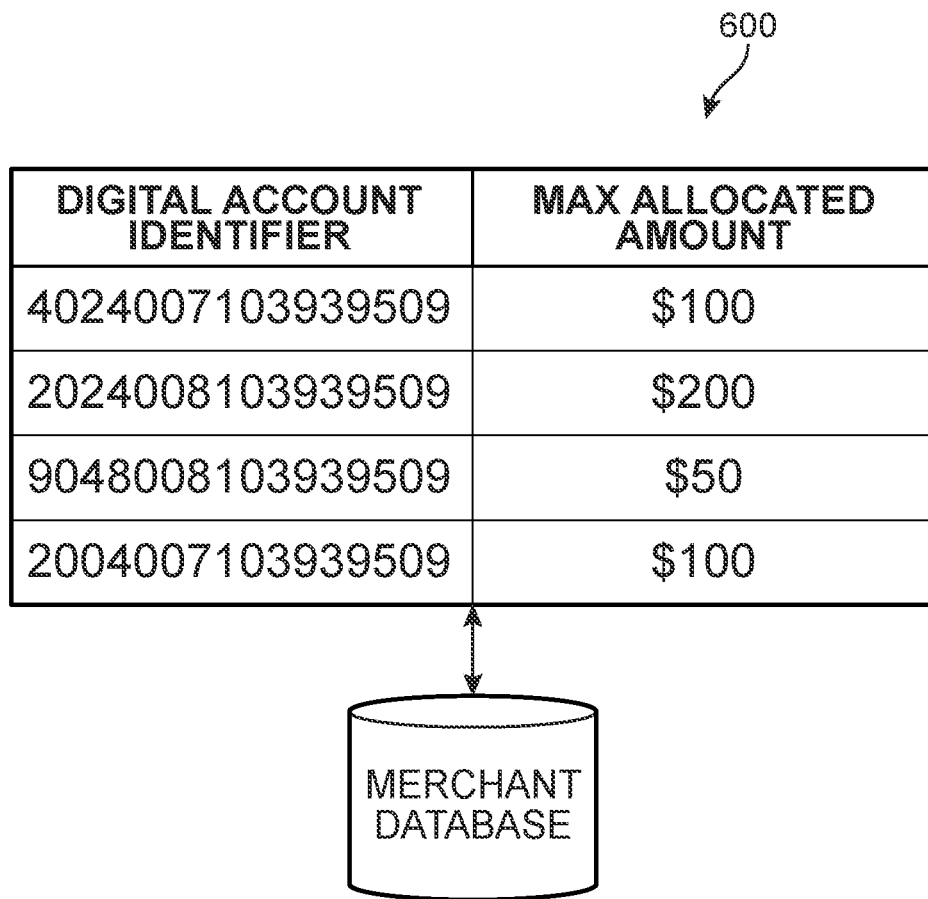 600
DIGITAL ACCOUNT
IDENTIFIER
MAX ALLOCATED
AMOUNT
4024007103939509
$100
2024008103939509
$200
9048008103939509
$50
2004007103939509
$100
MERCHANT
DATABASE